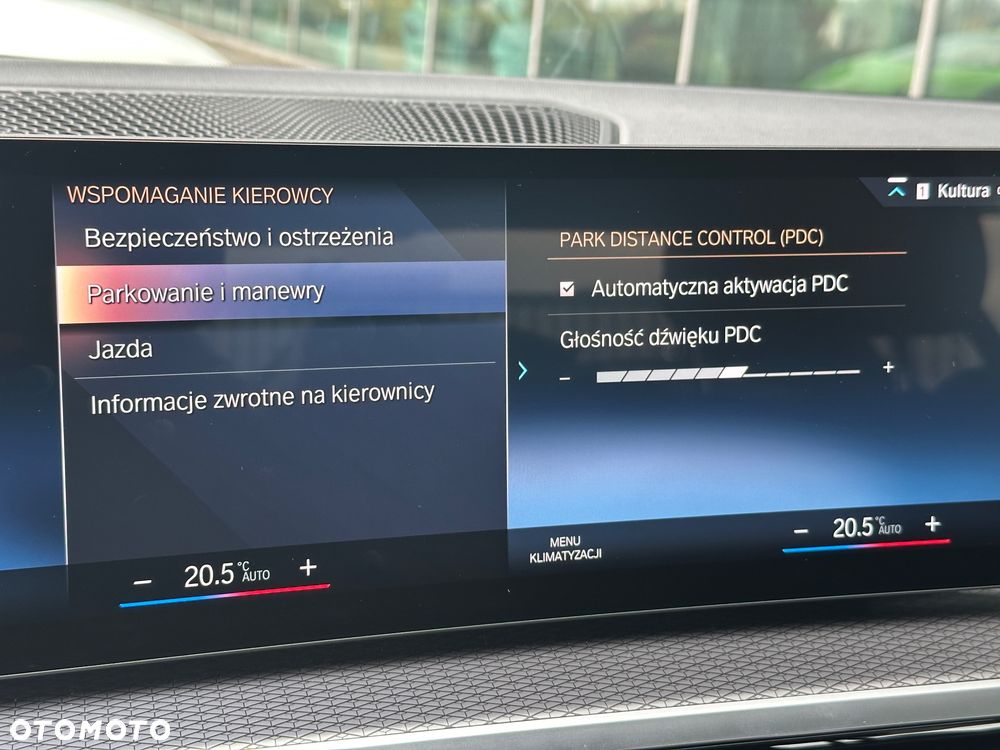 WSPOMAGANIE KIEROWCY
Bezpieczeństwo i ostrzeżenia
Parkowanie i manewry
Jazda
Informacje zwrotne na kierownicy
1 Kultura
PARK DISTANCE CONTROL (PDC)
Automatyczna aktywacja PDC
Głośność dźwięku PDC
- +
- 20.5 °C AUTO +
MENU
KLIMATYZACJI
- 20.5 °C AUTO +
OTOMOTO